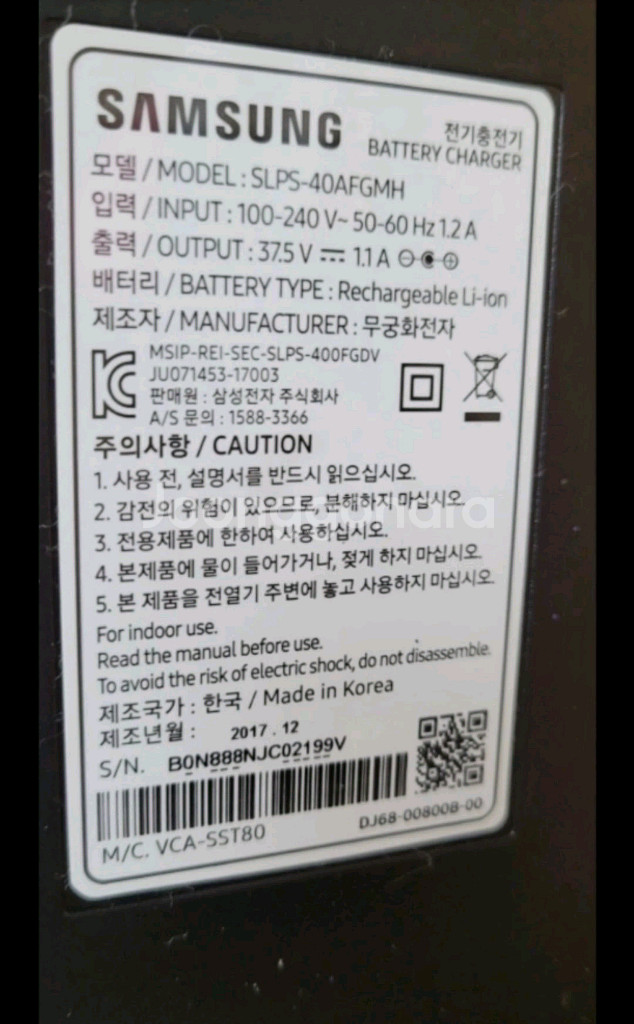 SAMSUNG
전기충전기
BATTERY CHARGER
모델 / MODEL : SLPS-40AFGMH
입력 / INPUT : 100-240 V~ 50-60 Hz 1.2 A
출력 / OUTPUT : 37.5 V ⎓ 1.1 A
배터리 / BATTERY TYPE : Rechargeable Li-ion
제조자 / MANUFACTURER : 무궁화전자
MSIP-REI-SEC-SLPS-400FGDV
JU071453-17003
판매원 : 삼성전자 주식회사
A/S 문의 : 1588-3366
주의사항 / CAUTION
1. 사용 전, 설명서를 반드시 읽으십시오.
2. 감전의 위험이 있으므로, 분해하지 마십시오.
3. 전용제품에 한하여 사용하십시오.
4. 본제품에 물이 들어가거나, 젖게 하지 마십시오.
5. 본 제품을 전열기 주변에 놓고 사용하지 마십시오.
For indoor use.
Read the manual before use.
To avoid the risk of electric shock, do not disassemble.
제조국가 : 한국 / Made in Korea
제조년월 : 2017 . 12
S/N. B0N888NJC02199V
M/C. VCA-SST80
DJ68-00800B-00
Joonggonara